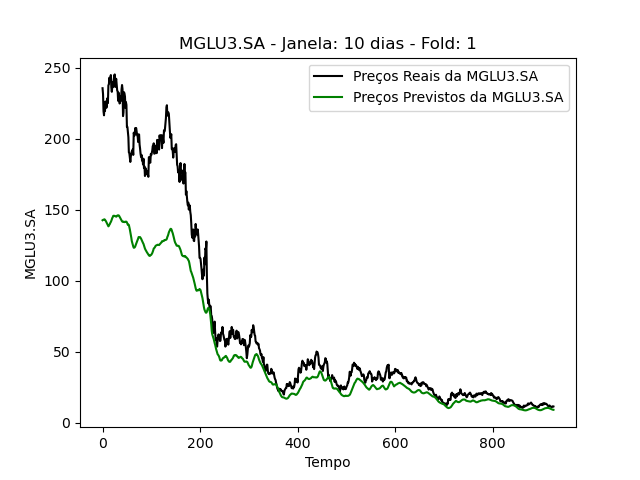 MGLU3.SA - Janela: 10 dias - Fold: 1
Preços Reais da MGLU3.SA
Preços Previstos da MGLU3.SA
MGLU3.SA
250
200
150
100
50
0
0 200 400 600 800
Tempo